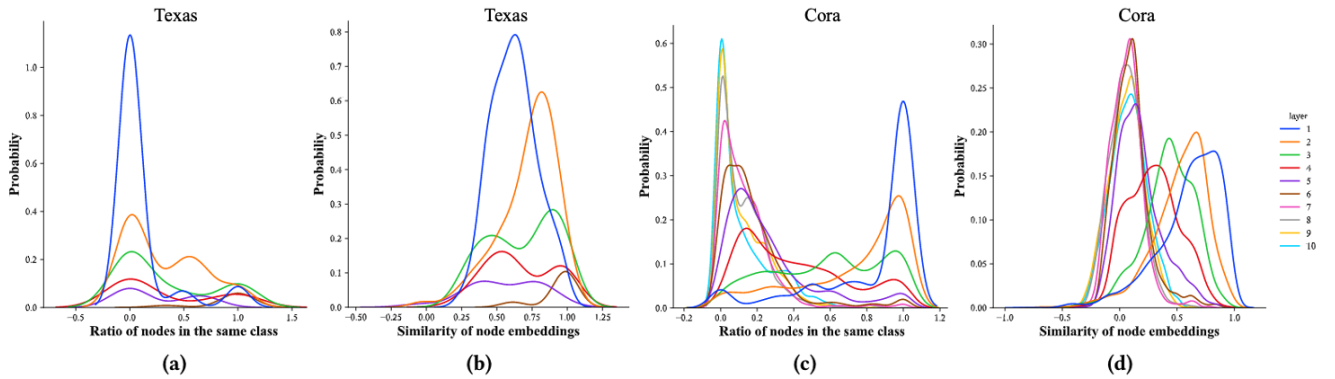 Texas
Probabiliy
1.0
0.8
0.6
0.4
0.2
0.0
−0.5 0.0 0.5 1.0 1.5
Ratio of nodes in the same class
(a)
Texas
Probabiliy
0.8
0.7
0.6
0.5
0.4
0.3
0.2
0.1
0.0
−0.50 −0.25 0.00 0.25 0.50 0.75 1.00 1.25
Similarity of node embeddings
(b)
Cora
Probabiliy
0.6
0.5
0.4
0.3
0.2
0.1
0.0
−0.2 0.0 0.2 0.4 0.6 0.8 1.0 1.2
Ratio of nodes in the same class
(c)
Cora
Probabiliy
0.30
0.25
0.20
0.15
0.10
0.05
0.00
−1.0 −0.5 0.0 0.5 1.0
Similarity of node embeddings
(d)
layer
1
2
3
4
5
6
7
8
9
10